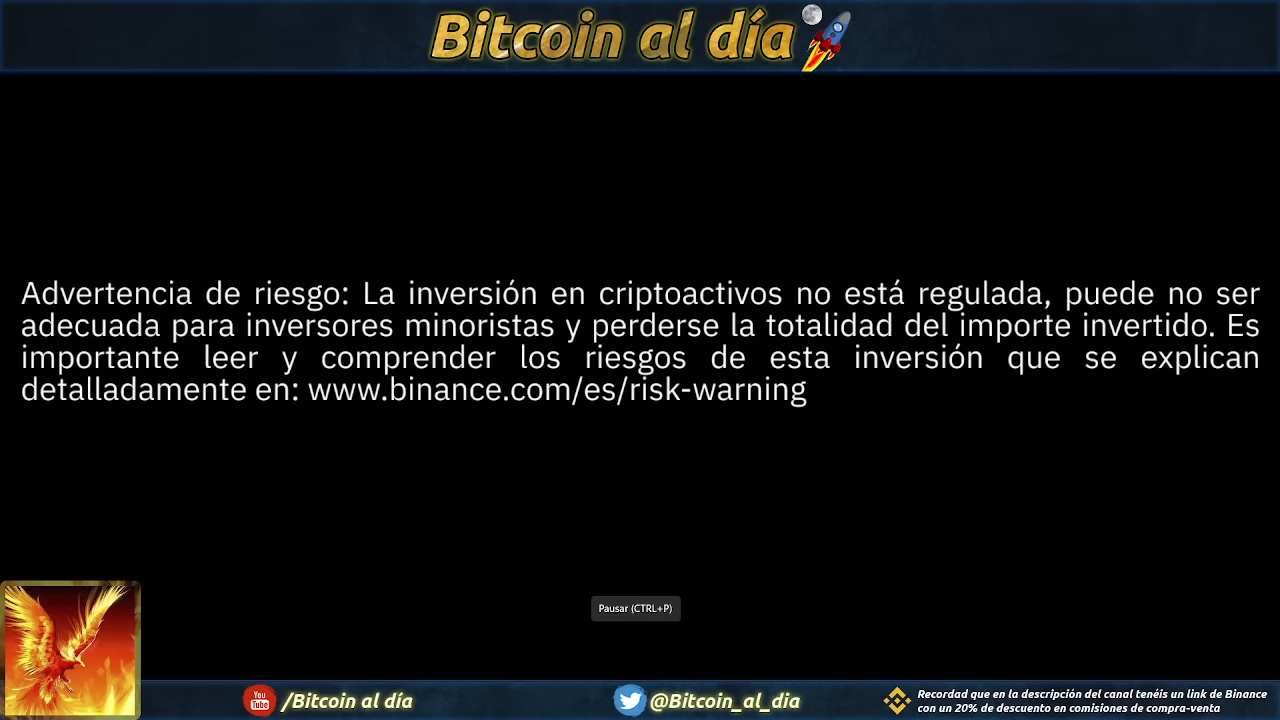 Bitcoin al día
Advertencia de riesgo: La inversión en criptoactivos no está regulada, puede no ser
adecuada para inversores minoristas y perderse la totalidad del importe invertido. Es
importante leer y comprender los riesgos de esta inversión que se explican
detalladamente en: www.binance.com/es/risk-warning
Pausar (CTRL+P)
You
Tube
/Bitcoin al día
@Bitcoin_al_dia
Recordad que en la descripción del canal tenéis un link de Binance
con un 20% de descuento en comisiones de compra-venta